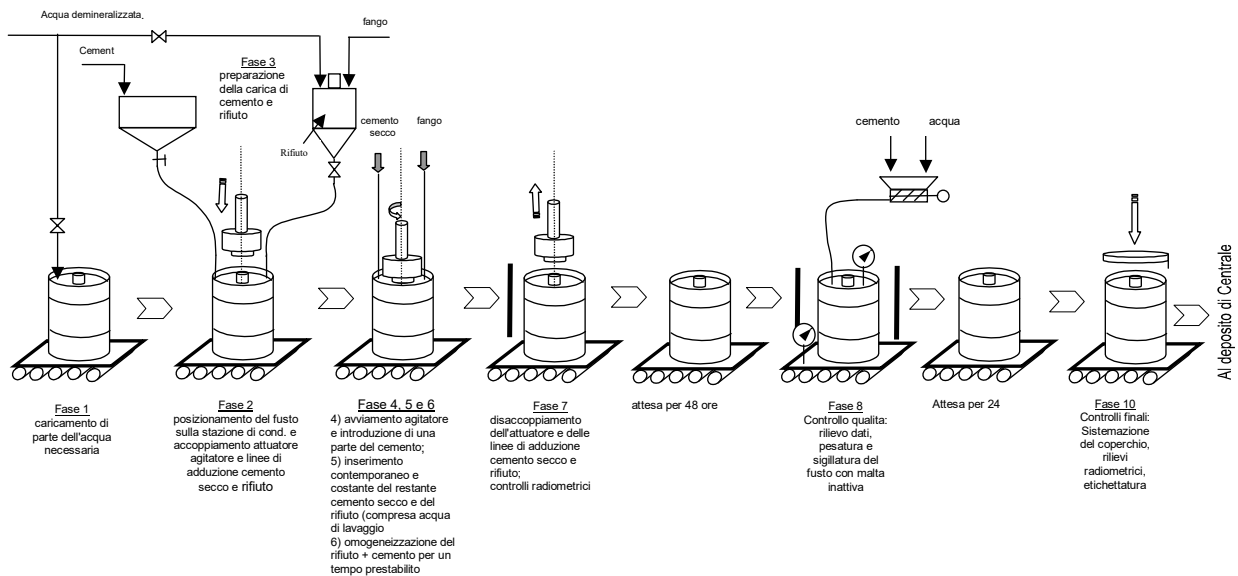 Acqua demineralizzata.
fango
Cement
Fase 3
preparazione
della carica di
cemento e
rifiuto
Rifiuto
cemento
secco
fango
cemento
acqua
Al deposito di Centrale
Fase 1
caricamento di
parte dell'acqua
necessaria
Fase 2
posizionamento del fusto
sulla stazione di cond. e
accoppiamento attuatore
agitatore e linee di
adduzione cemento
secco e rifiuto
Fase 4, 5 e 6
4) avviamento agitatore
e introduzione di una
parte del cemento;
5) inserimento
contemporaneo e
costante del restante
cemento secco e del
rifiuto (compresa acqua
di lavaggio
6) omogeneizzazione del
rifiuto + cemento per un
tempo prestabilito
Fase 7
disaccoppiamento
dell'attuatore e delle
linee di adduzione
cemento secco e
rifiuto;
controlli radiometrici
attesa per 48 ore
Fase 8
Controllo qualita:
rilievo dati,
pesatura e
sigillatura del
fusto con malta
inattiva
Attesa per 24
Fase 10
Controlli finali:
Sistemazione
del coperchio,
rilievi
radiometrici,
etichettatura